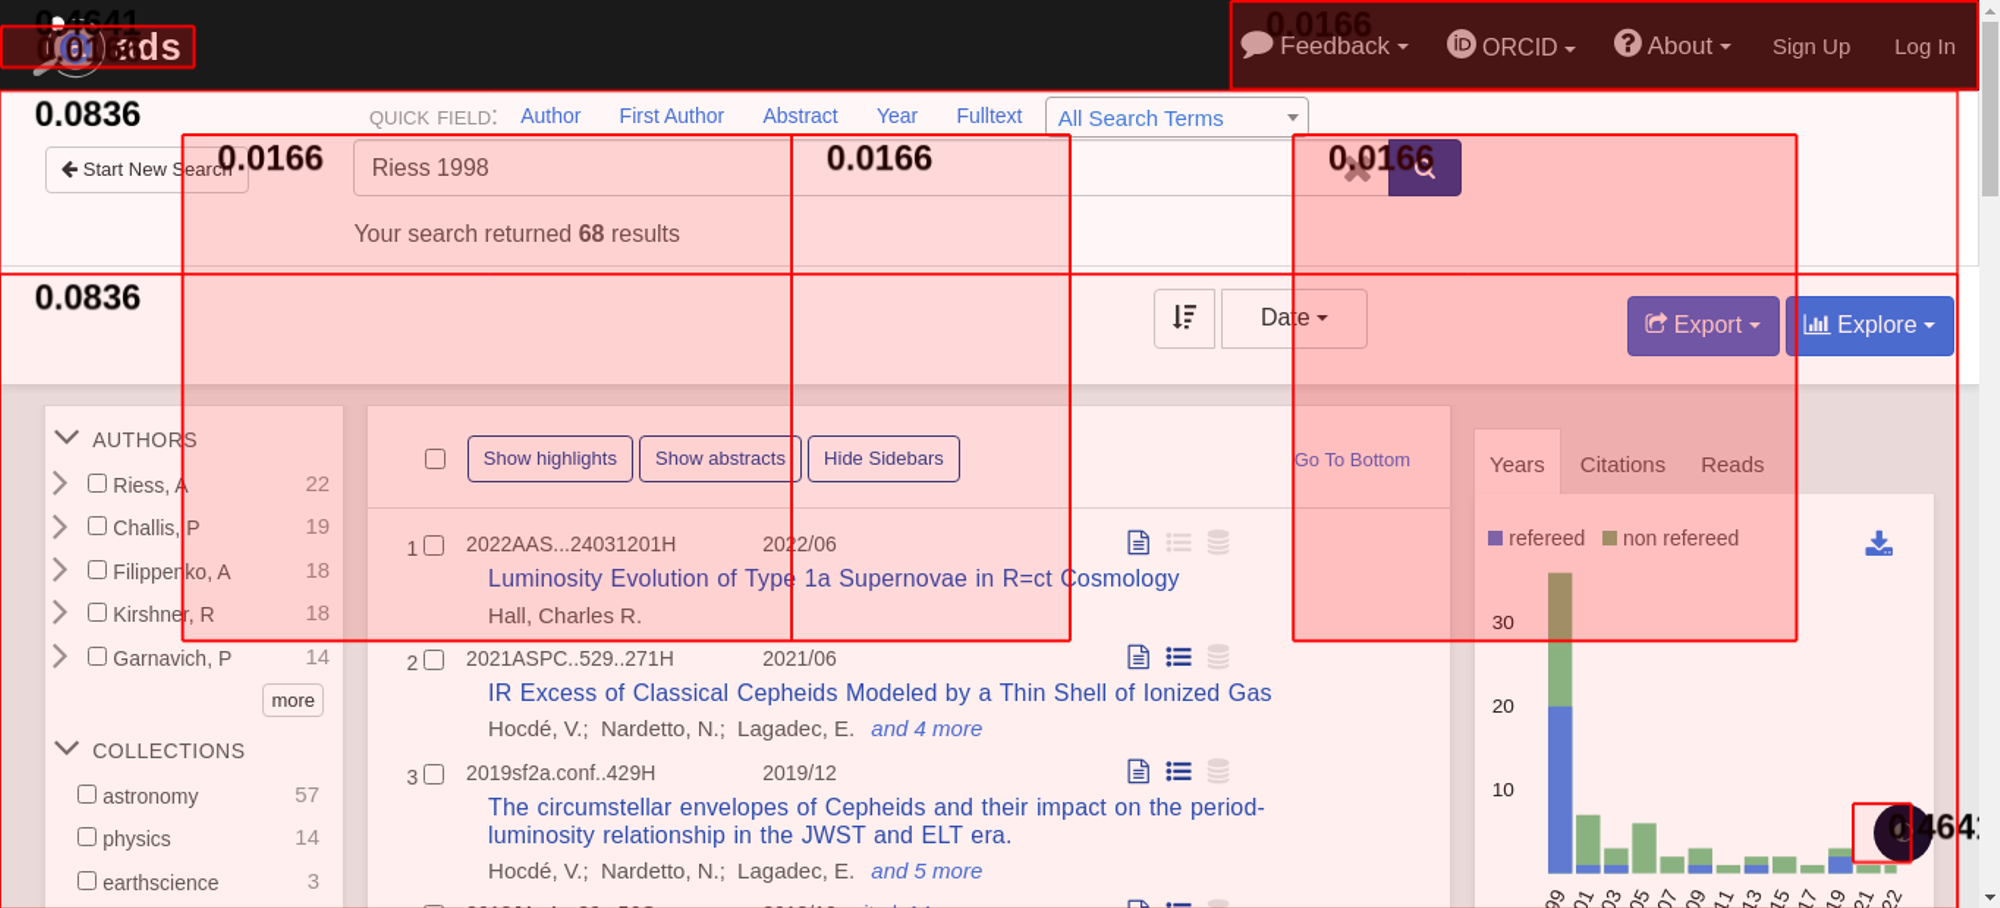 0.4641
ads
0.0166
Feedback
ORCID
About
Sign Up
Log In
0.0836
QUICK FIELD:
Author
First Author
Abstract
Year
Fulltext
All Search Terms
Start New Search
0.0166
Riess 1998
0.0166
0.0166
Your search returned 68 results
0.0836
Date
Export
Explore
AUTHORS
Riess, A 22
Challis, P 19
Filippenko, A 18
Kirshner, R 18
Garnavich, P 14
more
COLLECTIONS
astronomy 57
physics 14
earthscience 3
Show highlights
Show abstracts
Hide Sidebars
Go To Bottom
1 2022AAS...24031201H 2022/06
Luminosity Evolution of Type 1a Supernovae in R=ct Cosmology
Hall, Charles R.
2 2021ASPC..529..271H 2021/06
IR Excess of Classical Cepheids Modeled by a Thin Shell of Ionized Gas
Hocdé, V.; Nardetto, N.; Lagadec, E. and 4 more
3 2019sf2a.conf..429H 2019/12
The circumstellar envelopes of Cepheids and their impact on the period-
luminosity relationship in the JWST and ELT era.
Hocdé, V.; Nardetto, N.; Lagadec, E. and 5 more
Years
Citations
Reads
refereed
non refereed
30
20
10
99 01 03 05 07 09 11 13 15 17 19 21 22